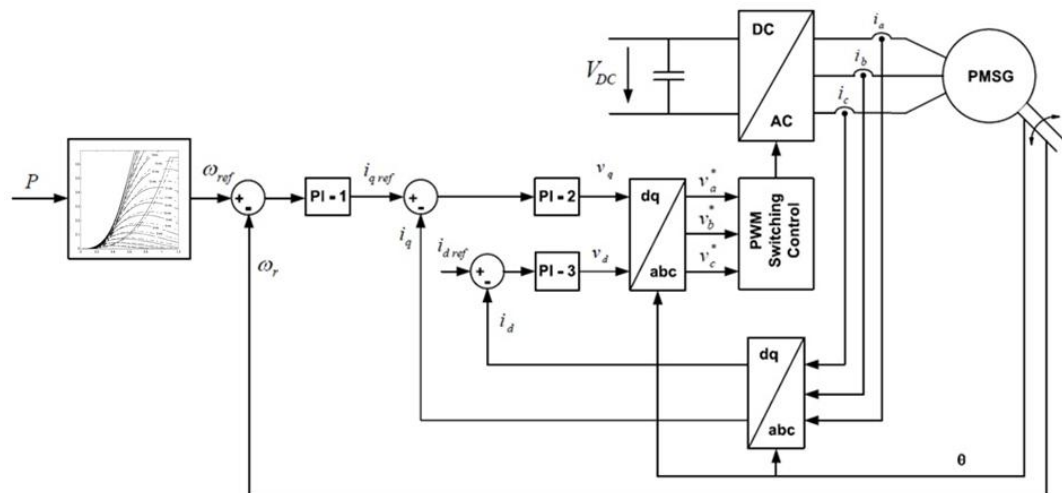 DC
AC
V_DC
i_a
i_b
i_c
PMSG
P
ω_ref
+
-
PI - 1
i_q ref
+
-
PI - 2
v_q
dq
abc
v_a^*
v_b^*
v_c^*
PWM
Switching
Control
i_q
i_d ref
+
-
PI - 3
v_d
ω_r
i_d
dq
abc
θ